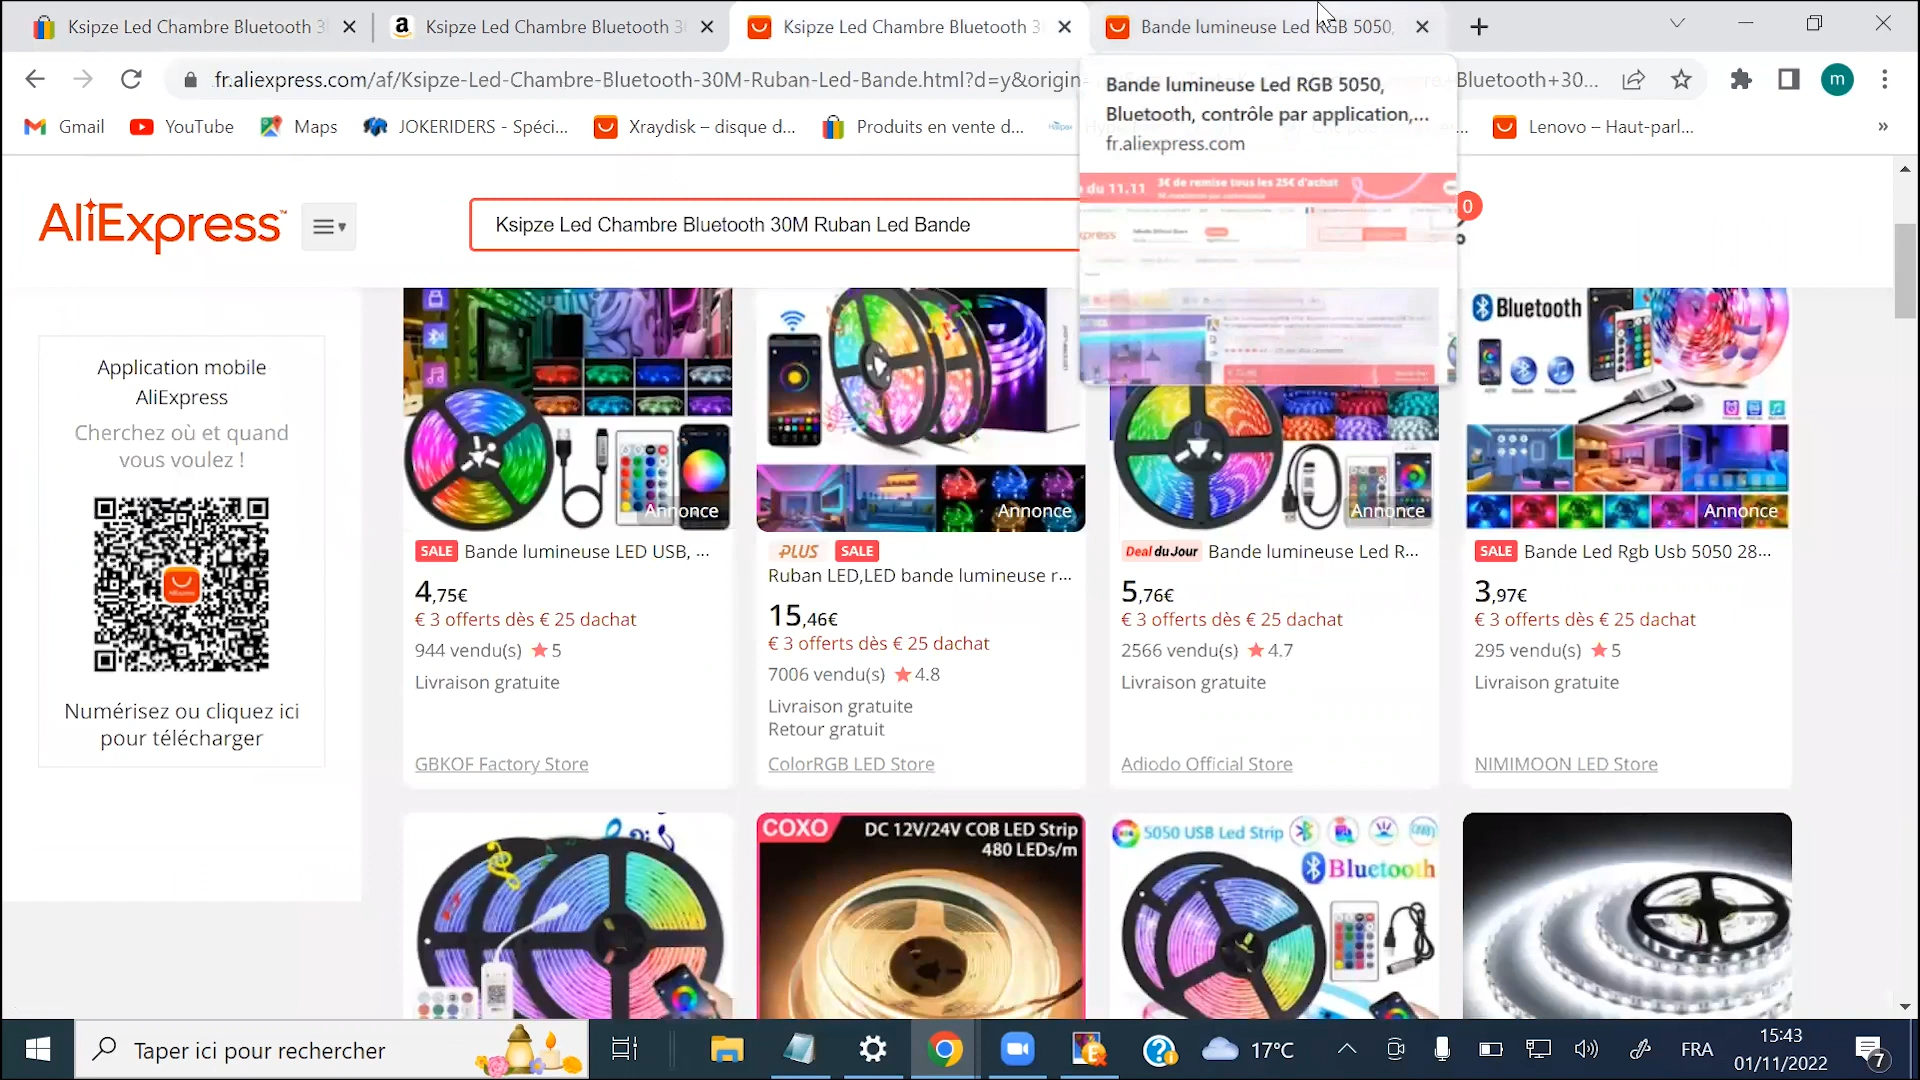 Ksipze Led Chambre Bluetooth 3
Ksipze Led Chambre Bluetooth 3
Ksipze Led Chambre Bluetooth 3
Bande lumineuse Led RGB 5050,
fr.aliexpress.com/af/Ksipze-Led-Chambre-Bluetooth-30M-Ruban-Led-Bande.html?d=y&origin=
Bluetooth+30...
m
Gmail
YouTube
Maps
JOKERIDERS - Spéci...
Xraydisk – disque d...
Produits en vente d...
Lenovo – Haut-parl...
»
Bande lumineuse Led RGB 5050,
Bluetooth, contrôle par application,...
fr.aliexpress.com
du 11.11 3€ de remise tous les 25€ d'achat
AliExpress
Ksipze Led Chambre Bluetooth 30M Ruban Led Bande
0
Application mobile
AliExpress
Cherchez où et quand
vous voulez !
Numérisez ou cliquez ici
pour télécharger
Annonce
SALE Bande lumineuse LED USB, ...
4,75€
€ 3 offerts dès € 25 dachat
944 vendu(s) 5
Livraison gratuite
GBKOF Factory Store
Annonce
PLUS SALE
Ruban LED,LED bande lumineuse r...
15,46€
€ 3 offerts dès € 25 dachat
7006 vendu(s) 4.8
Livraison gratuite
Retour gratuit
ColorRGB LED Store
Annonce
Deal du Jour Bande lumineuse Led R...
5,76€
€ 3 offerts dès € 25 dachat
2566 vendu(s) 4.7
Livraison gratuite
Adiodo Official Store
Bluetooth
Annonce
SALE Bande Led Rgb Usb 5050 28...
3,97€
€ 3 offerts dès € 25 dachat
295 vendu(s) 5
Livraison gratuite
NIMIMOON LED Store
COXO DC 12V/24V COB LED Strip
480 LEDs/m
5050 USB Led Strip
Bluetooth
Taper ici pour rechercher
17°C
FRA
15:43
01/11/2022
7